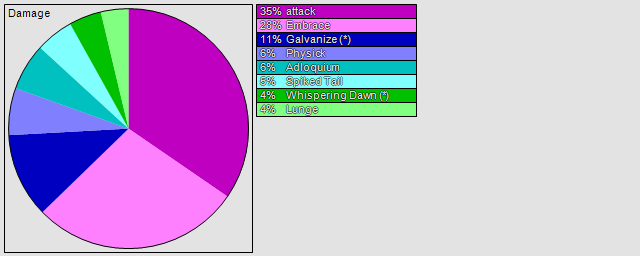 Damage
35% attack
28% Embrace
11% Galvanize (*)
6% Physick
6% Adloquium
5% Spiked Tail
4% Whispering Dawn (*)
4% Lunge